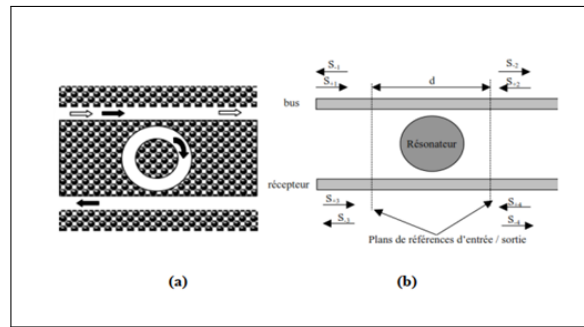 S-1
S+1
d
S-2
S+2
bus
Résonateur
récepteur
S+3
S-3
S+4
S-4
Plans de références d'entrée / sortie
(a)
(b)